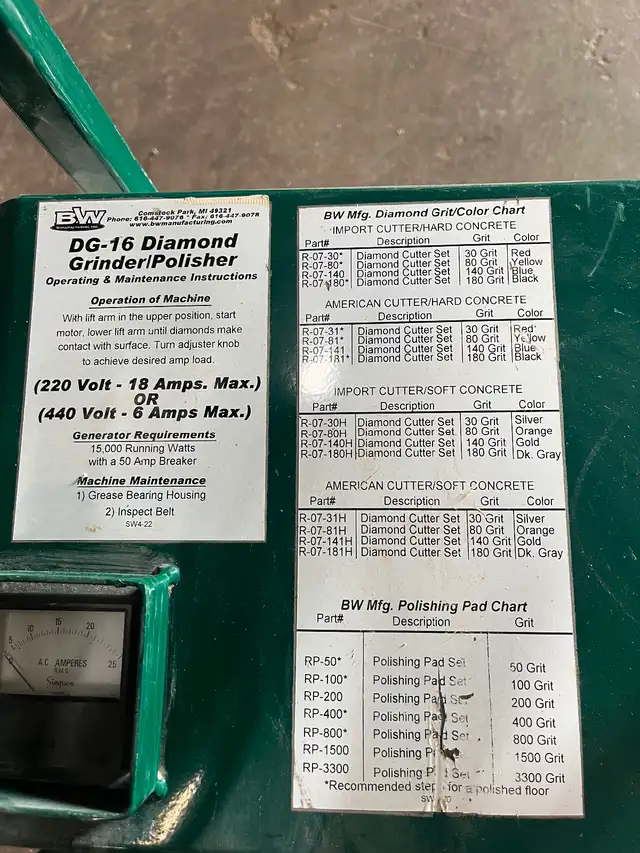 BW
MANUFACTURING, INC.
Comstock Park, MI 49321
Phone: 616-447-9076 * Fax: 616-447-9078
www.bwmanufacturing.com
DG-16 Diamond
Grinder/Polisher
Operating & Maintenance Instructions
Operation of Machine
With lift arm in the upper position, start
motor, lower lift arm until diamonds make
contact with surface. Turn adjuster knob
to achieve desired amp load.
(220 Volt - 18 Amps. Max.)
OR
(440 Volt - 6 Amps Max.)
Generator Requirements
15,000 Running Watts
with a 50 Amp Breaker
Machine Maintenance
1) Grease Bearing Housing
2) Inspect Belt
SW4-22
5 10 15 20 25
A.C. AMPERES
R.M.S.
Simpson
BW Mfg. Diamond Grit/Color Chart
IMPORT CUTTER/HARD CONCRETE
Part# Description Grit Color
R-07-30* Diamond Cutter Set 30 Grit Red
R-07-80* Diamond Cutter Set 80 Grit Yellow
R-07-140 Diamond Cutter Set 140 Grit Blue
R-07-180* Diamond Cutter Set 180 Grit Black
AMERICAN CUTTER/HARD CONCRETE
Part# Description Grit Color
R-07-31* Diamond Cutter Set 30 Grit Red
R-07-81* Diamond Cutter Set 80 Grit Yellow
R-07-141 Diamond Cutter Set 140 Grit Blue
R-07-181* Diamond Cutter Set 180 Grit Black
IMPORT CUTTER/SOFT CONCRETE
Part# Description Grit Color
R-07-30H Diamond Cutter Set 30 Grit Silver
R-07-80H Diamond Cutter Set 80 Grit Orange
R-07-140H Diamond Cutter Set 140 Grit Gold
R-07-180H Diamond Cutter Set 180 Grit Dk. Gray
AMERICAN CUTTER/SOFT CONCRETE
Part# Description Grit Color
R-07-31H Diamond Cutter Set 30 Grit Silver
R-07-81H Diamond Cutter Set 80 Grit Orange
R-07-141H Diamond Cutter Set 140 Grit Gold
R-07-181H Diamond Cutter Set 180 Grit Dk. Gray
BW Mfg. Polishing Pad Chart
Part# Description Grit
RP-50* Polishing Pad Set 50 Grit
RP-100* Polishing Pad Set 100 Grit
RP-200 Polishing Pad Set 200 Grit
RP-400* Polishing Pad Set 400 Grit
RP-800* Polishing Pad Set 800 Grit
RP-1500 Polishing Set 1500 Grit
RP-3300 Polishing Set 3300 Grit
*Recommended step for a polished floor